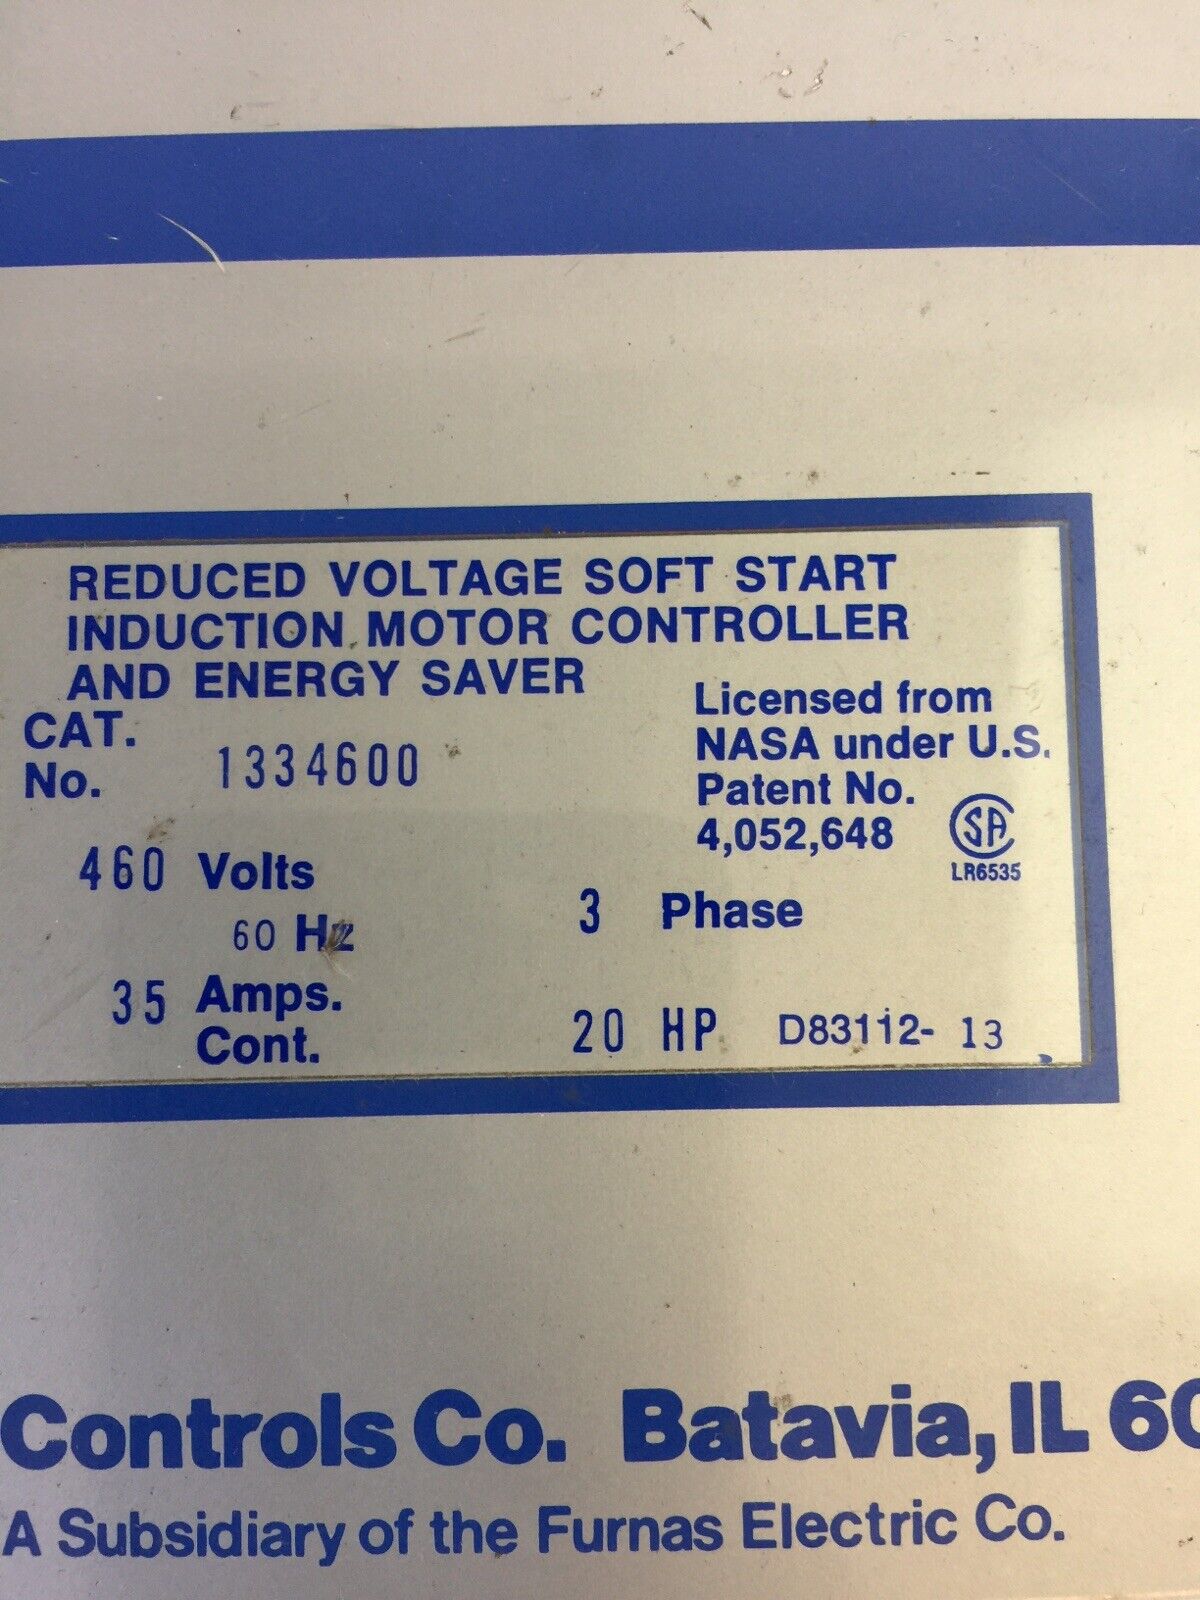 REDUCED VOLTAGE SOFT START
INDUCTION MOTOR CONTROLLER
AND ENERGY SAVER
CAT.
No. 1334600
Licensed from
NASA under U.S.
Patent No.
4,052,648
SA
LR6535
460 Volts
60 Hz
3 Phase
35 Amps.
Cont.
20 HP D83112- 13
Controls Co. Batavia, IL 60
A Subsidiary of the Furnas Electric Co.